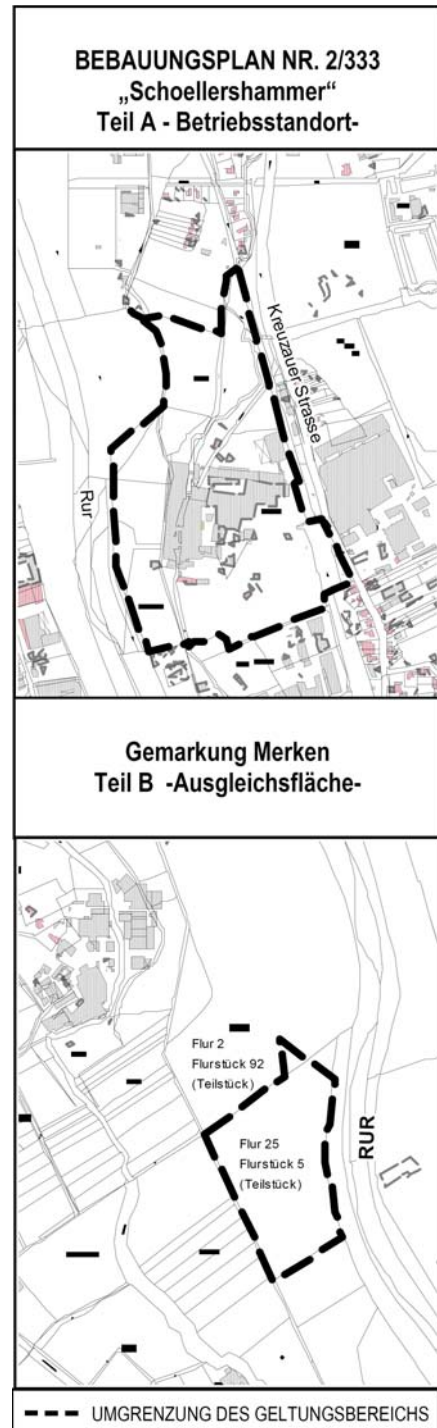 BEBAUUNGSPLAN NR. 2/333
„Schoellershammer“
Teil A - Betriebsstandort-
Kreuzauer Strasse
Rur
Gemarkung Merken
Teil B -Ausgleichsfläche-
Flur 2
Flurstück 92
(Teilstück)
Flur 25
Flurstück 5
(Teilstück)
RUR
UMGRENZUNG DES GELTUNGSBEREICHS